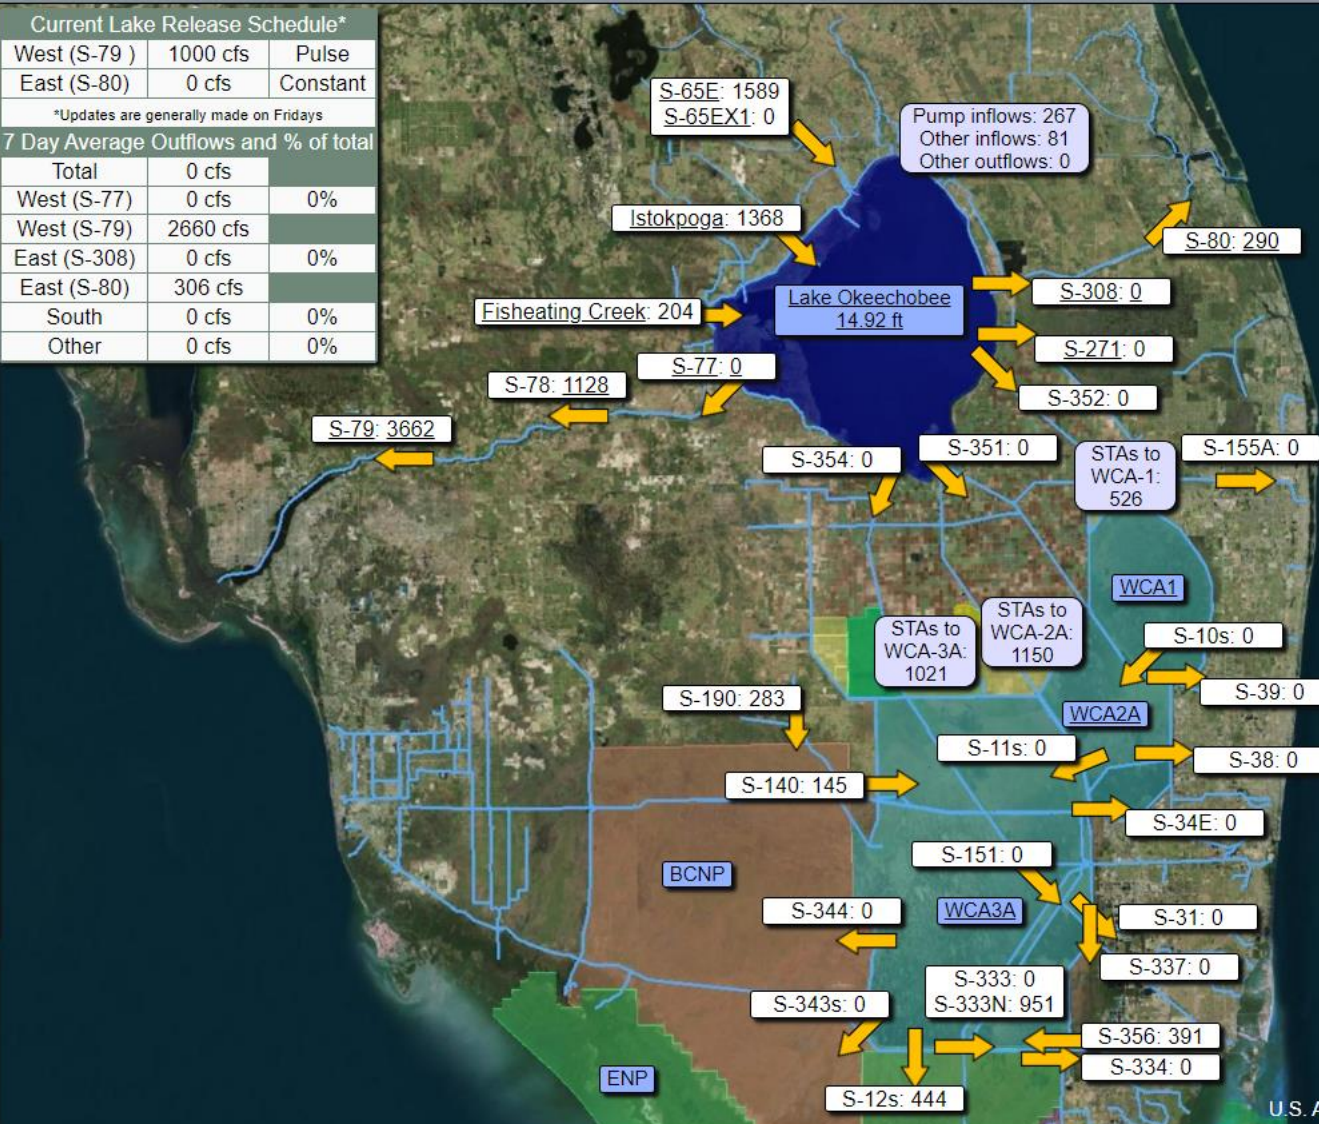 Current Lake Release Schedule*
West (S-79 ) 1000 cfs Pulse
East (S-80) 0 cfs Constant
*Updates are generally made on Fridays
7 Day Average Outflows and % of total
Total 0 cfs
West (S-77) 0 cfs 0%
West (S-79) 2660 cfs
East (S-308) 0 cfs 0%
East (S-80) 306 cfs
South 0 cfs 0%
Other 0 cfs 0%
S-65E: 1589
S-65EX1: 0
Pump inflows: 267
Other inflows: 81
Other outflows: 0
Istokpoga: 1368
S-80: 290
Fisheating Creek: 204
Lake Okeechobee
14.92 ft
S-308: 0
S-271: 0
S-77: 0
S-78: 1128
S-352: 0
S-79: 3662
S-354: 0
S-351: 0
STAs to
WCA-1:
526
S-155A: 0
WCA1
STAs to
WCA-3A:
1021
STAs to
WCA-2A:
1150
S-10s: 0
S-39: 0
S-190: 283
WCA2A
S-11s: 0
S-38: 0
S-140: 145
S-34E: 0
S-151: 0
BCNP
S-344: 0
WCA3A
S-31: 0
S-337: 0
S-333: 0
S-333N: 951
S-343s: 0
S-356: 391
S-334: 0
ENP
S-12s: 444
U.S. A